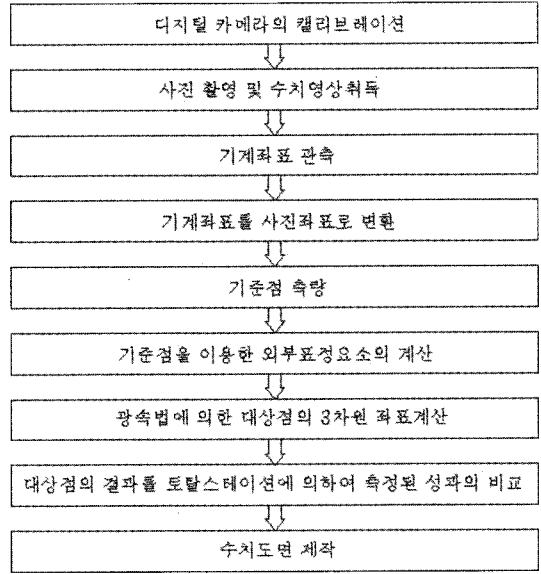 디지털 카메라의 캘리브레이션
사진 촬영 및 수치영상취득
기계좌표 관측
기계좌표를 사진좌표로 변환
기준점 측량
기준점을 이용한 외부표정요소의 계산
광속법에 의한 대상점의 3차원 좌표계산
대상점의 결과를 토탈스테이션에 의하여 측정된 성과의 비교
수치도면 제작